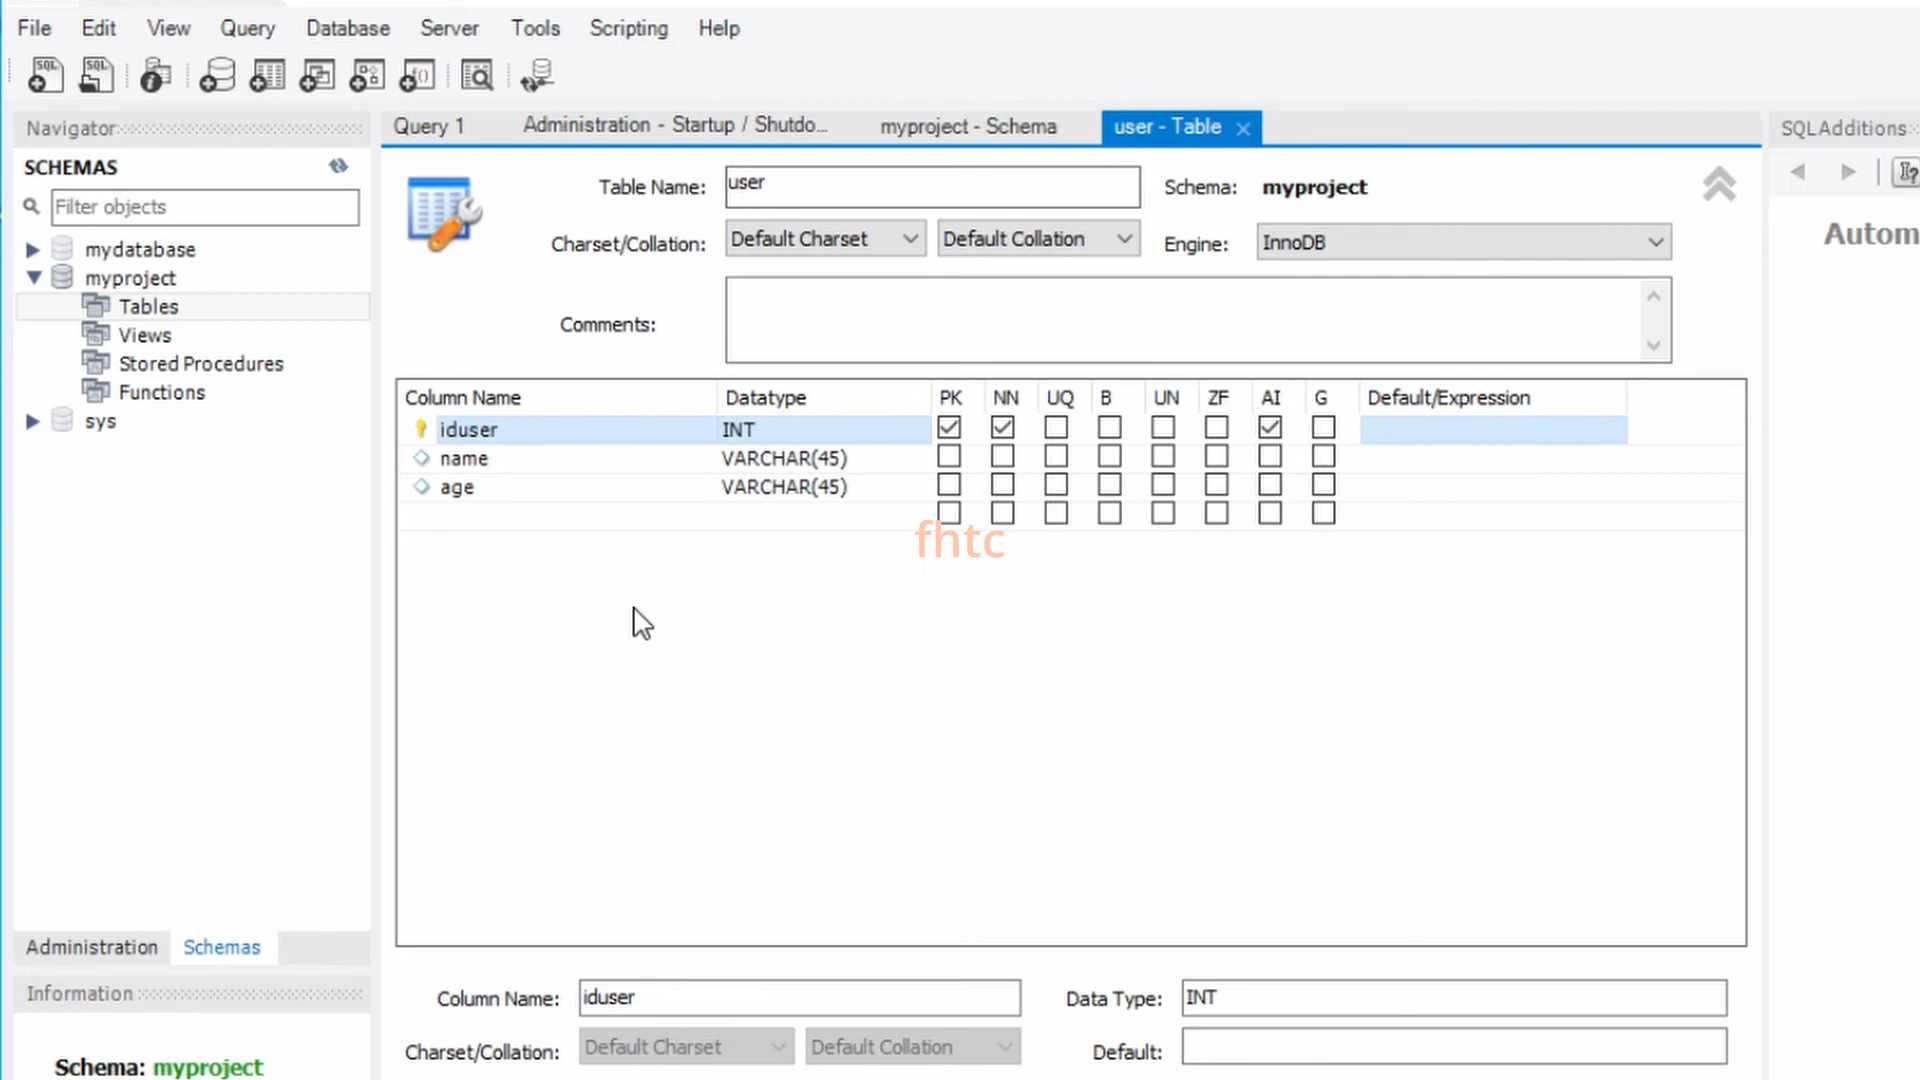 File Edit View Query Database Server Tools Scripting Help
Navigator
SCHEMAS
Filter objects
mydatabase
myproject
Tables
Views
Stored Procedures
Functions
sys
Administration Schemas
Information
Schema: myproject
Query 1 Administration - Startup / Shutdo... myproject - Schema user - Table
Table Name: user Schema: myproject
Charset/Collation: Default Charset Default Collation Engine: InnoDB
Comments:
Column Name Datatype PK NN UQ B UN ZF AI G Default/Expression
iduser INT
name VARCHAR(45)
age VARCHAR(45)
fhtc
Column Name: iduser Data Type: INT
Charset/Collation: Default Charset Default Collation Default:
SQLAdditions
Autom